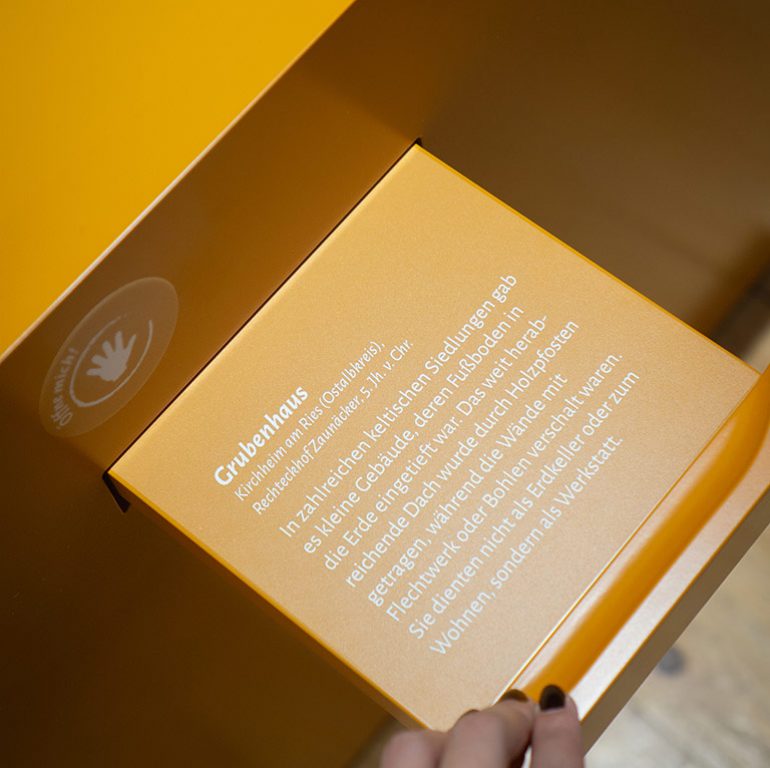 Öffne mich!
Grubenhaus
Kirchheim am Ries (Ostalbkreis),
Rechteckhof Zaunäcker, 5. Jh. v. Chr.
In zahlreichen keltischen Siedlungen gab
es kleine Gebäude, deren Fußboden in
die Erde eingetieft war. Das weit herab-
reichende Dach wurde durch Holzpfosten
getragen, während die Wände mit
Flechtwerk oder Bohlen verschalt waren.
Sie dienten nicht als Erdkeller oder zum
Wohnen, sondern als Werkstatt.